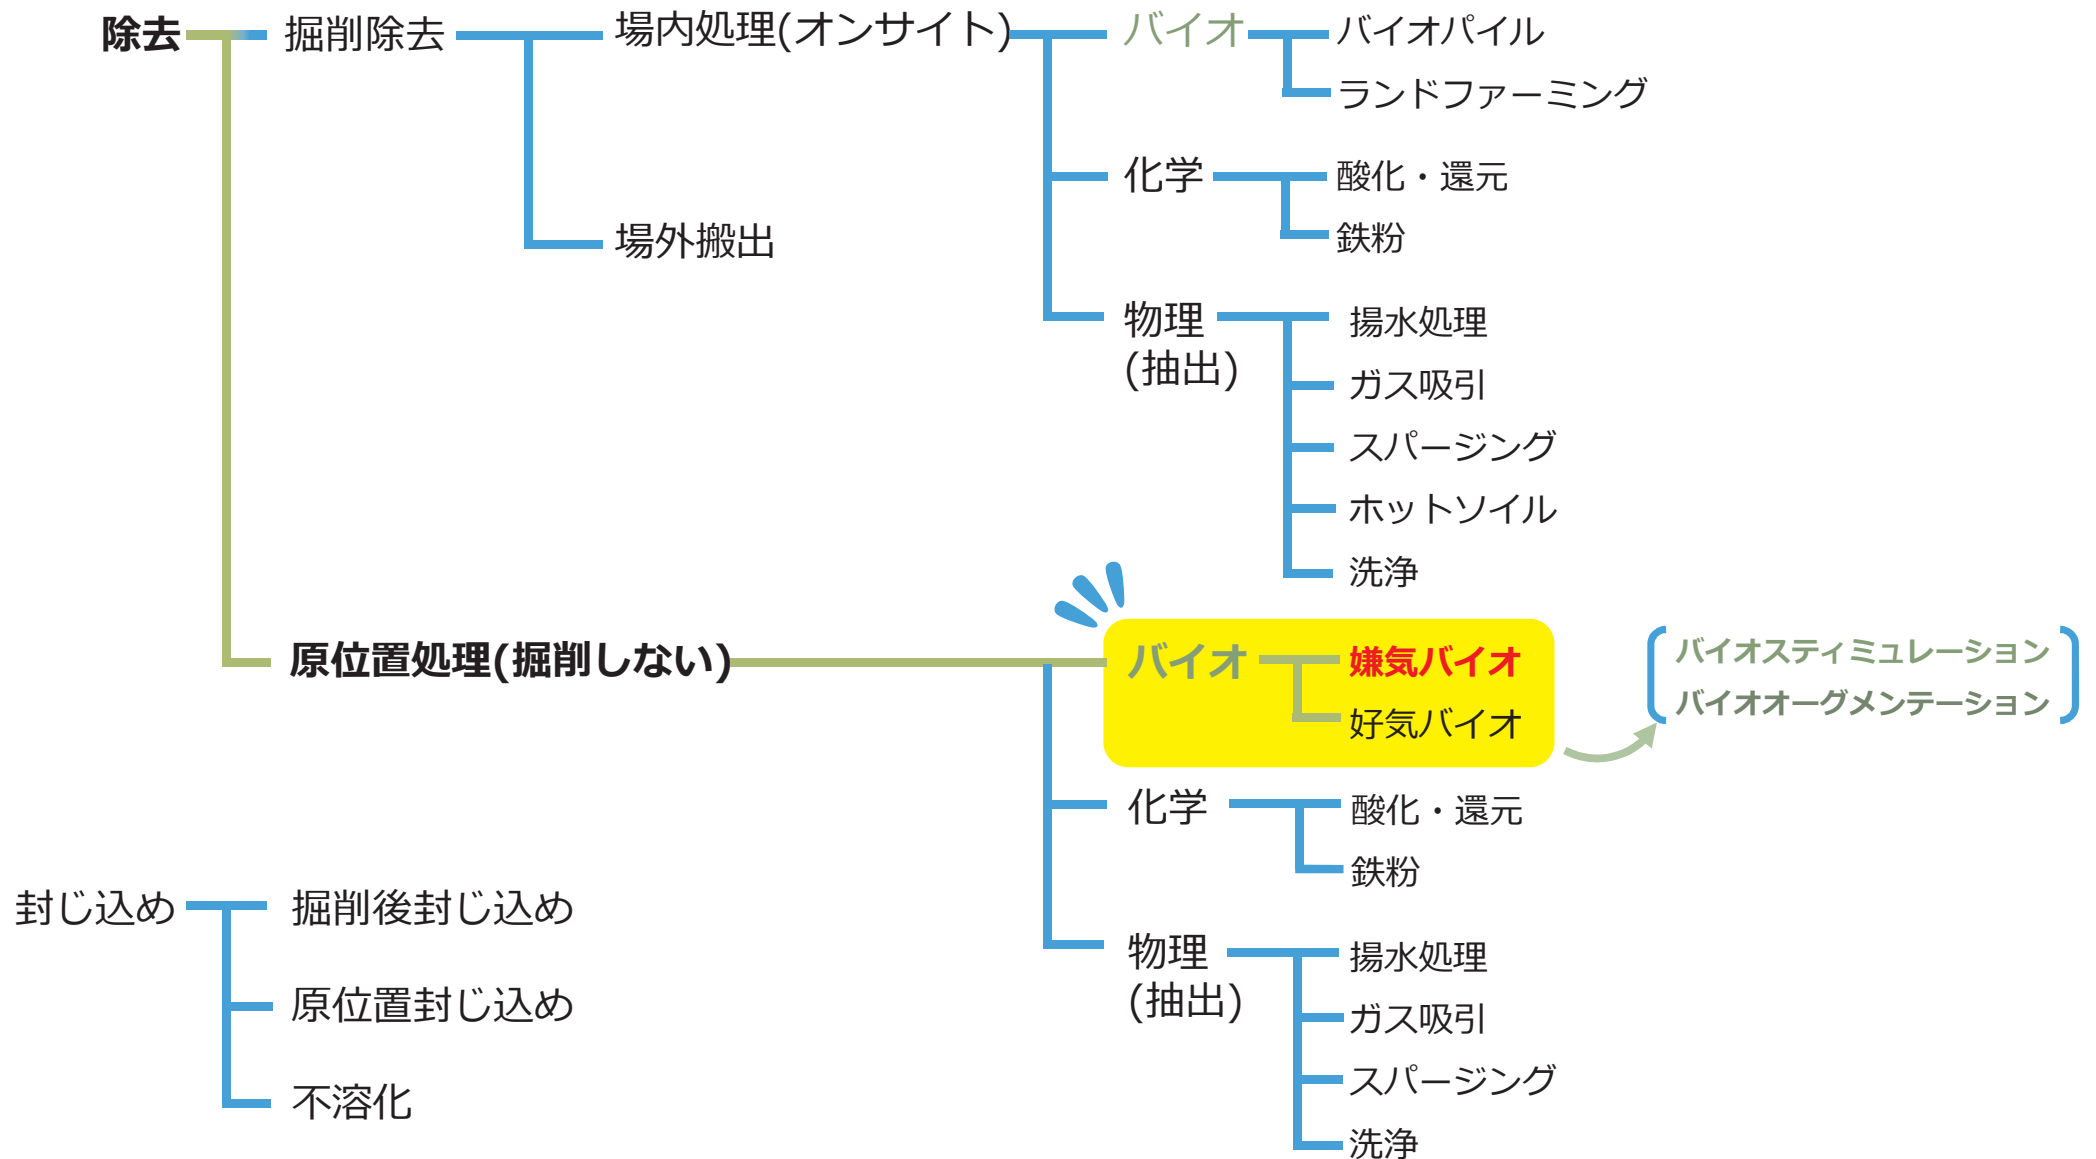 除去
掘削除去
場内処理(オンサイト)
バイオ
バイオパイル
ランドファーミング
化学
酸化・還元
鉄粉
物理
(抽出)
揚水処理
ガス吸引
スパージング
ホットソイル
洗浄
場外搬出
原位置処理(掘削しない)
バイオ
嫌気バイオ
好気バイオ
バイオスティミュレーション
バイオオーグメンテーション
化学
酸化・還元
鉄粉
物理
(抽出)
揚水処理
ガス吸引
スパージング
洗浄
封じ込め
掘削後封じ込め
原位置封じ込め
不溶化